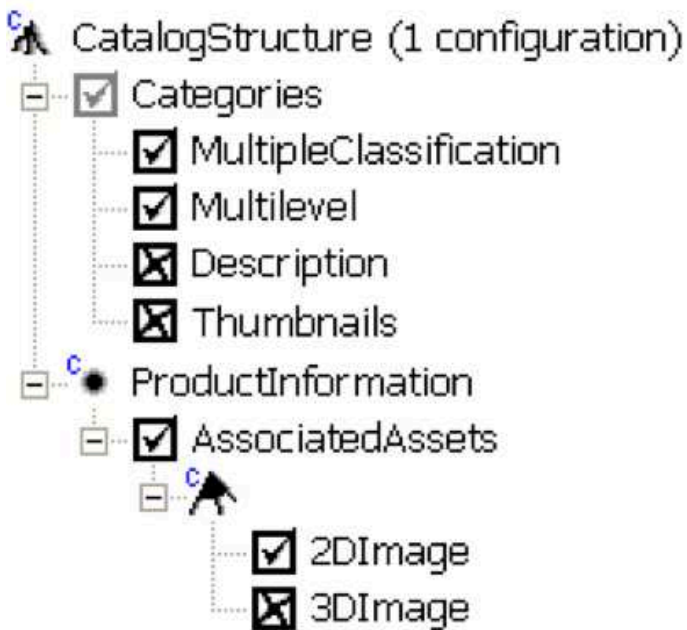 C CatalogStructure (1 configuration)
Categories
MultipleClassification
Multilevel
Description
Thumbnails
C ProductInformation
AssociatedAssets
C
2DImage
3DImage